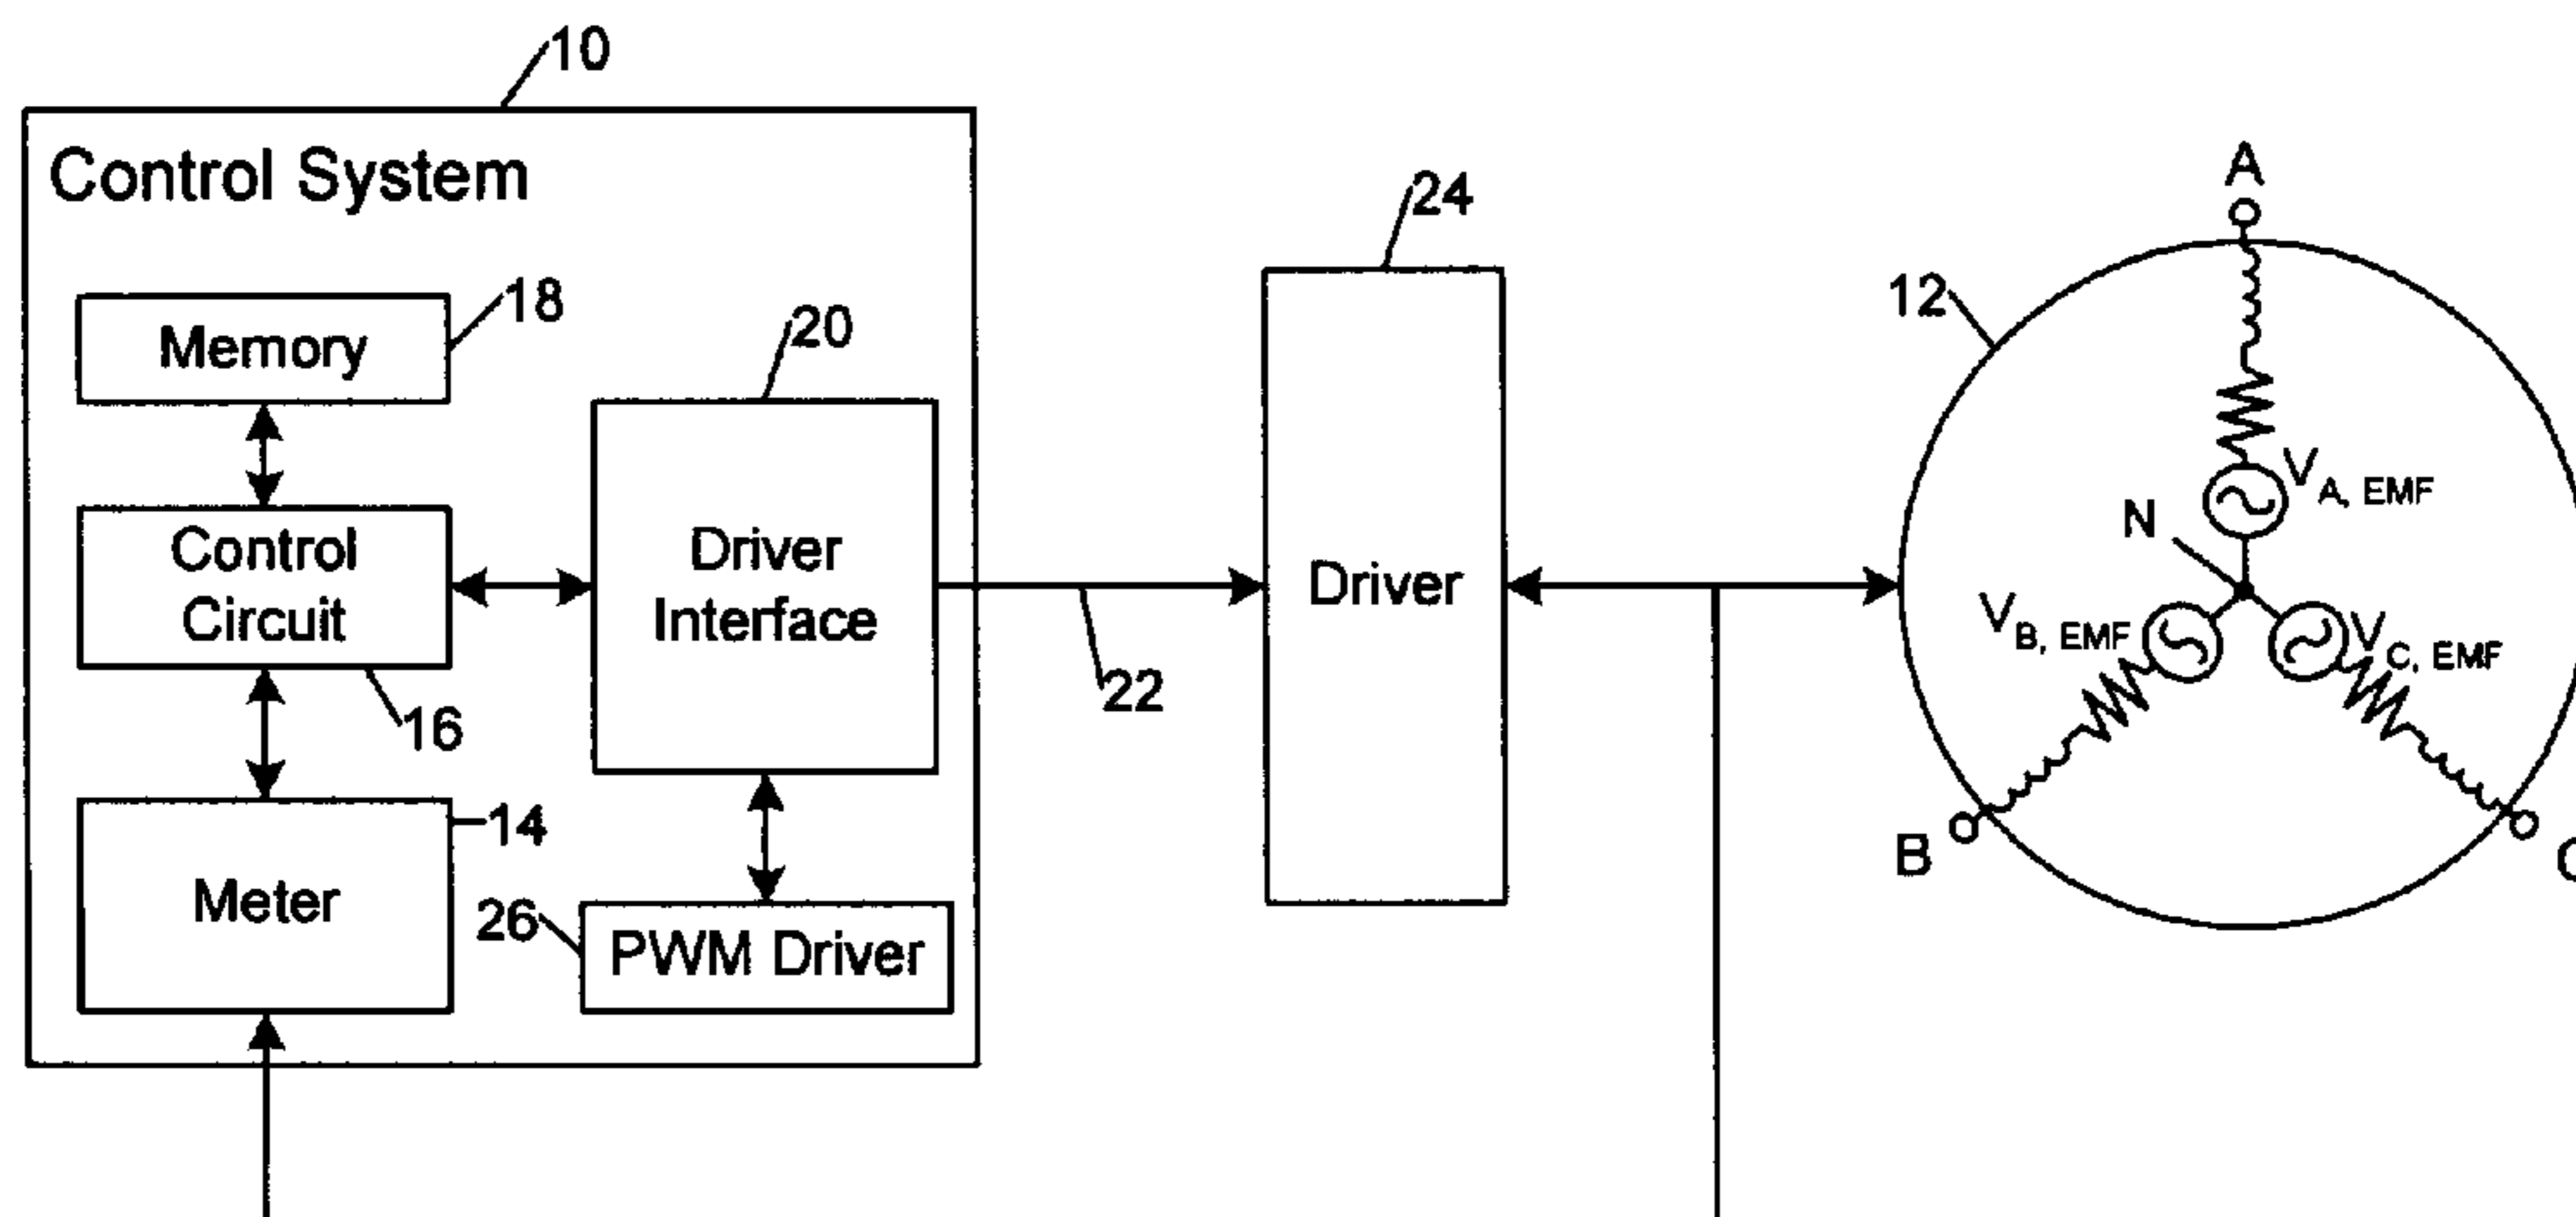 10
Control System
18
Memory
20
Control
Circuit
16
Driver
Interface
14
Meter
26
PWM Driver
22
24
Driver
12
A
V A, EMF
N
V B, EMF
V C, EMF
B